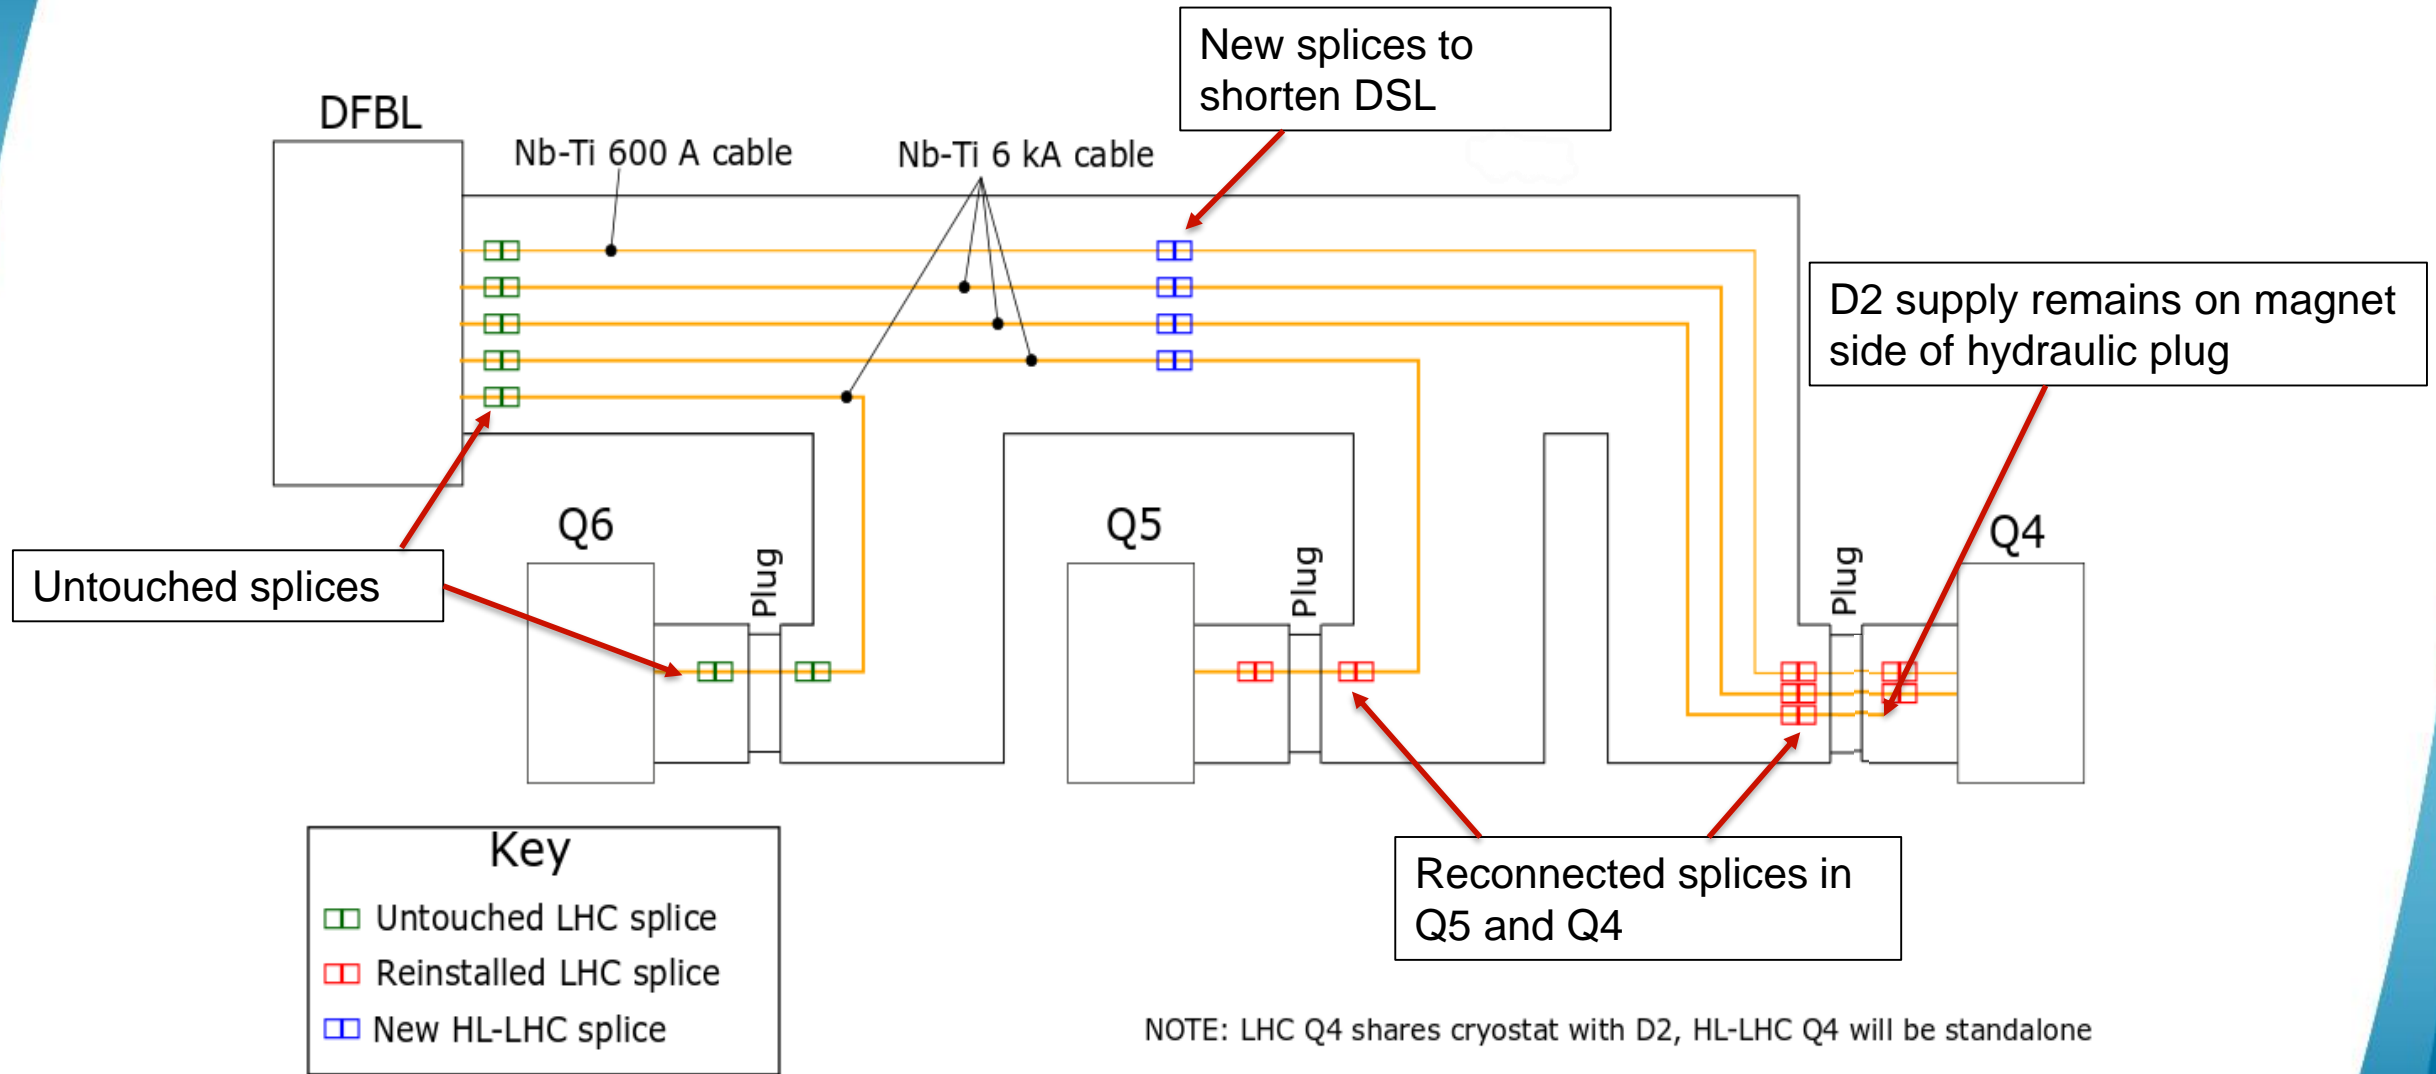 New splices to
shorten DSL
DFBL
Nb-Ti 600 A cable
Nb-Ti 6 kA cable
D2 supply remains on magnet
side of hydraulic plug
Q6
Q5
Q4
Plug
Plug
Plug
Untouched splices
Reconnected splices in
Q5 and Q4
Key
Untouched LHC splice
Reinstalled LHC splice
New HL-LHC splice
NOTE: LHC Q4 shares cryostat with D2, HL-LHC Q4 will be standalone